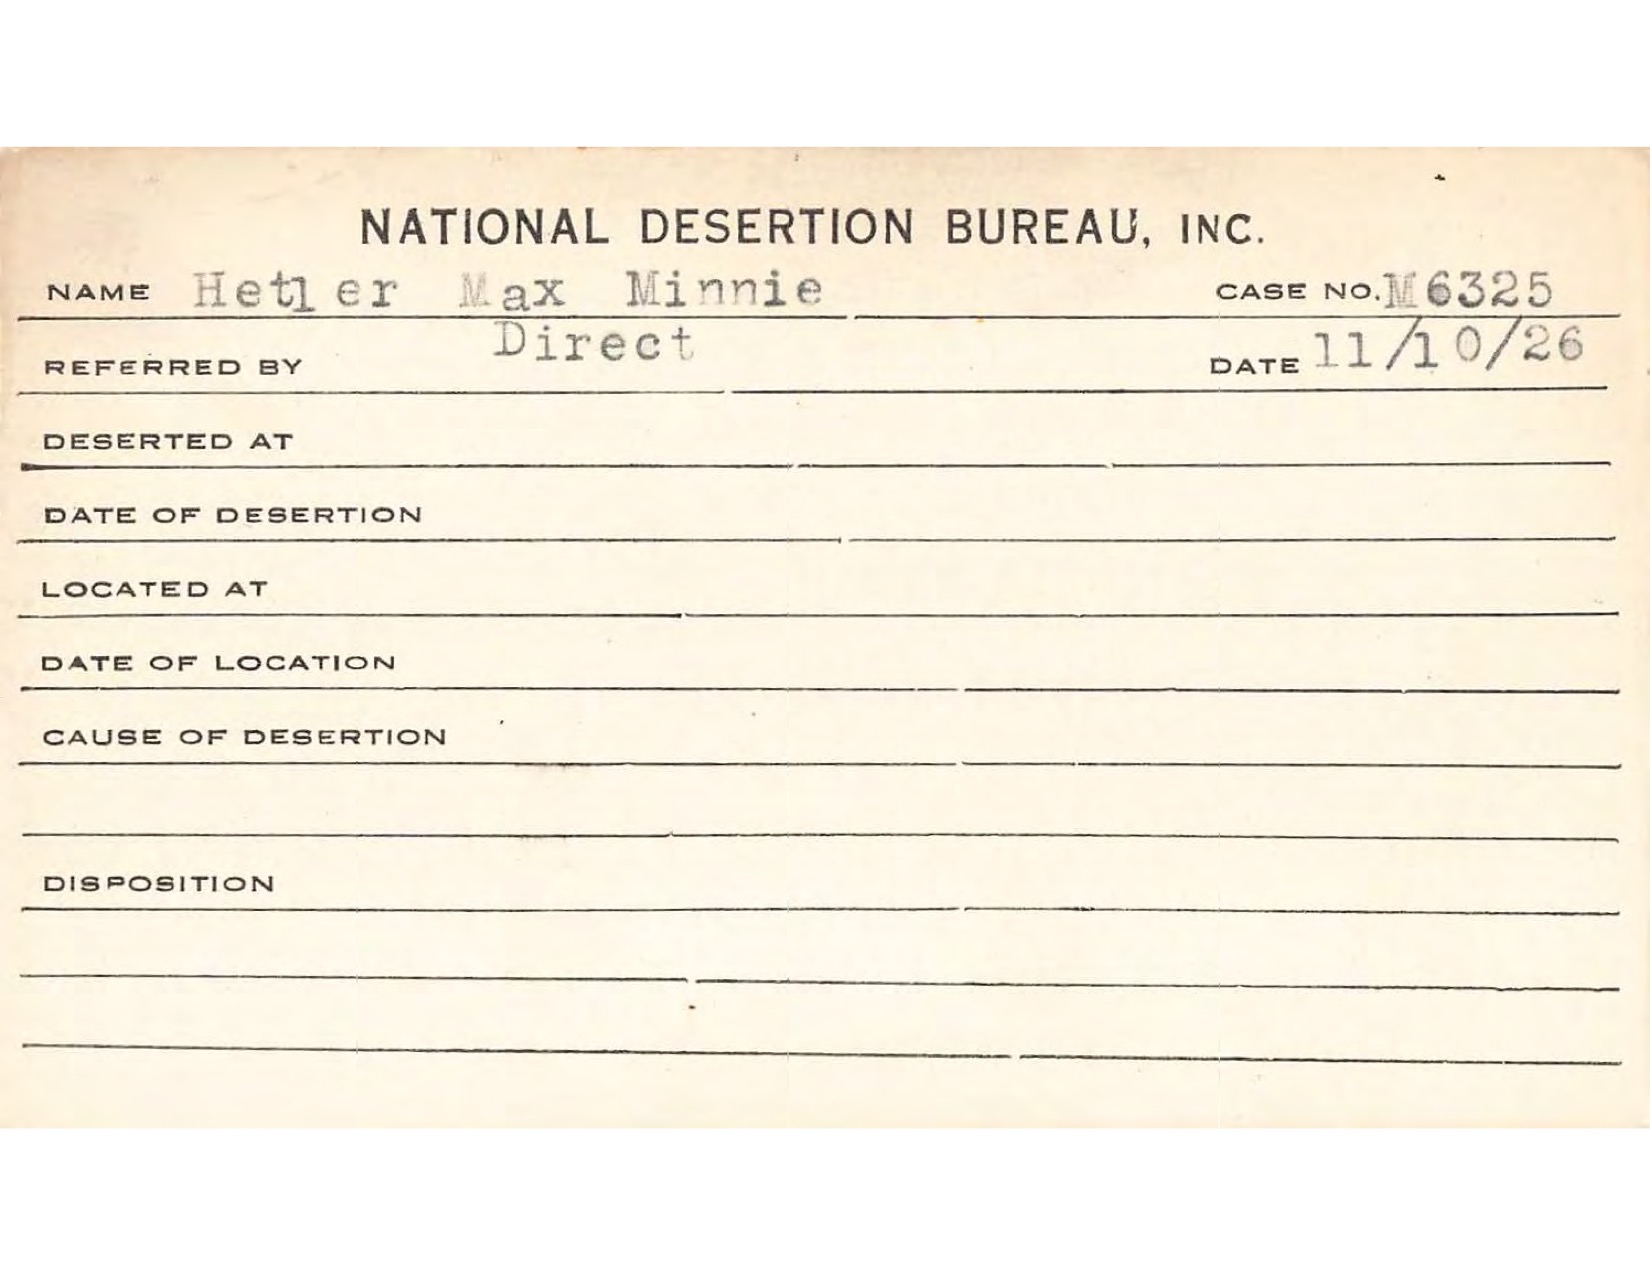 NATIONAL DESERTION BUREAU, INC.
NAME Hetler Max Minnie CASE NO. M6325
REFERRED BY Direct DATE 11/10/26
DESERTED AT
DATE OF DESERTION
LOCATED AT
DATE OF LOCATION
CAUSE OF DESERTION
DISPOSITION